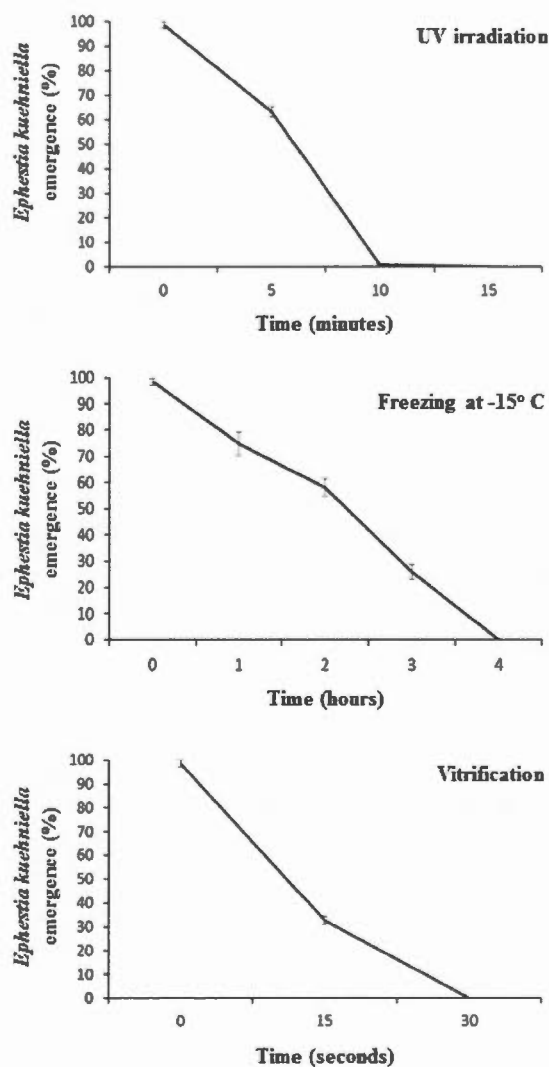 UV irradiation
Ephestia kuehniella
emergence (%)
100
90
80
70
60
50
40
30
20
10
0
0 5 10 15
Time (minutes)
Freezing at -15° C
Ephestia kuehniella
emergence (%)
100
90
80
70
60
50
40
30
20
10
0
0 1 2 3 4
Time (hours)
Vitrification
Ephestia kuehniella
emergence (%)
100
90
80
70
60
50
40
30
20
10
0
0 15 30
Time (seconds)